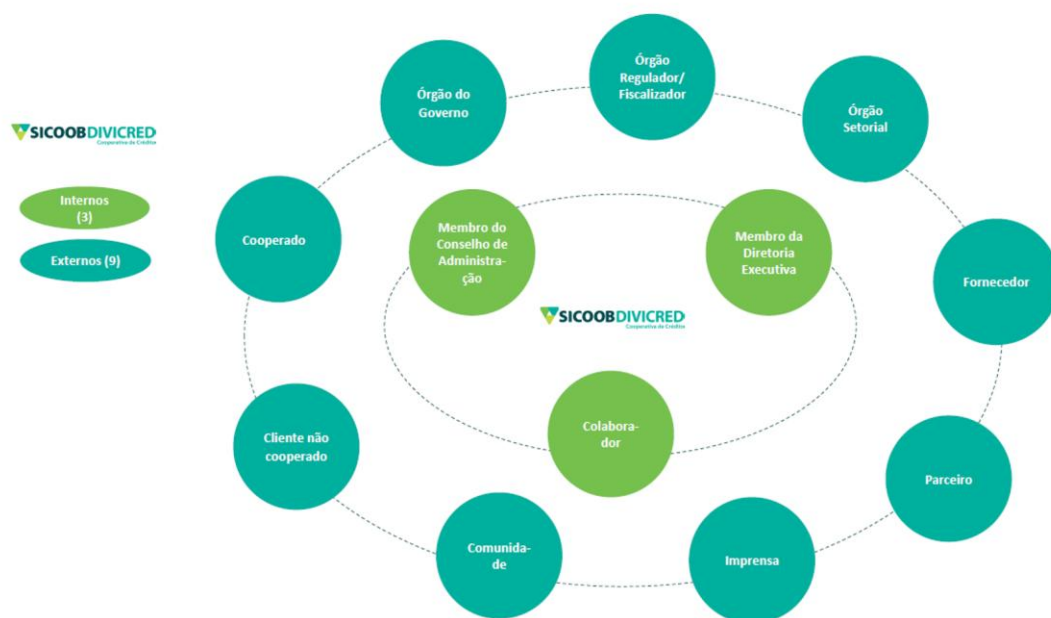 SICOOBDIVICRED
Cooperativa de Crédito
Internos
(3)
Externos (9)
Órgão do
Governo
Órgão
Regulador/
Fiscalizador
Órgão
Setorial
Cooperado
Membro do
Conselho de
Administra-
ção
Membro da
Diretoria
Executiva
Fornecedor
SICOOBDIVICRED
Cooperativa de Crédito
Cliente não
cooperado
Colabora-
dor
Parceiro
Comunida-
de
Imprensa